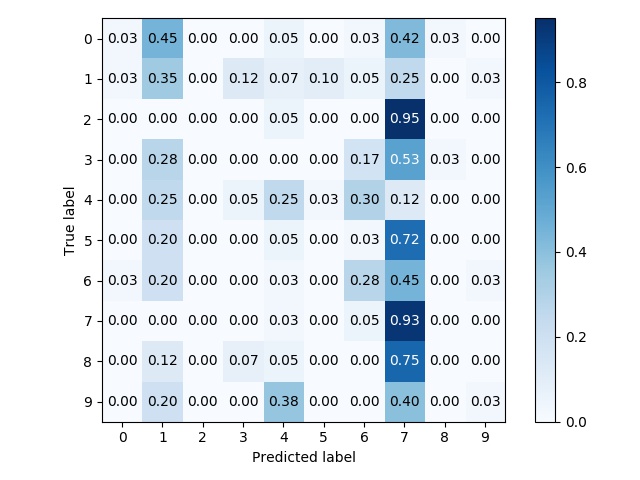 0 0.03 0.45 0.00 0.00 0.05 0.00 0.03 0.42 0.03 0.00
1 0.03 0.35 0.00 0.12 0.07 0.10 0.05 0.25 0.00 0.03
0.8
2 0.00 0.00 0.00 0.00 0.05 0.00 0.00 0.95 0.00 0.00
3 0.00 0.28 0.00 0.00 0.00 0.00 0.17 0.53 0.03 0.00
0.6
4 0.00 0.25 0.00 0.05 0.25 0.03 0.30 0.12 0.00 0.00
True label
5 0.00 0.20 0.00 0.00 0.05 0.00 0.03 0.72 0.00 0.00
0.4
6 0.03 0.20 0.00 0.00 0.03 0.00 0.28 0.45 0.00 0.03
7 0.00 0.00 0.00 0.00 0.03 0.00 0.05 0.93 0.00 0.00
0.2
8 0.00 0.12 0.00 0.07 0.05 0.00 0.00 0.75 0.00 0.00
9 0.00 0.20 0.00 0.00 0.38 0.00 0.00 0.40 0.00 0.03
0.0
0 1 2 3 4 5 6 7 8 9
Predicted label